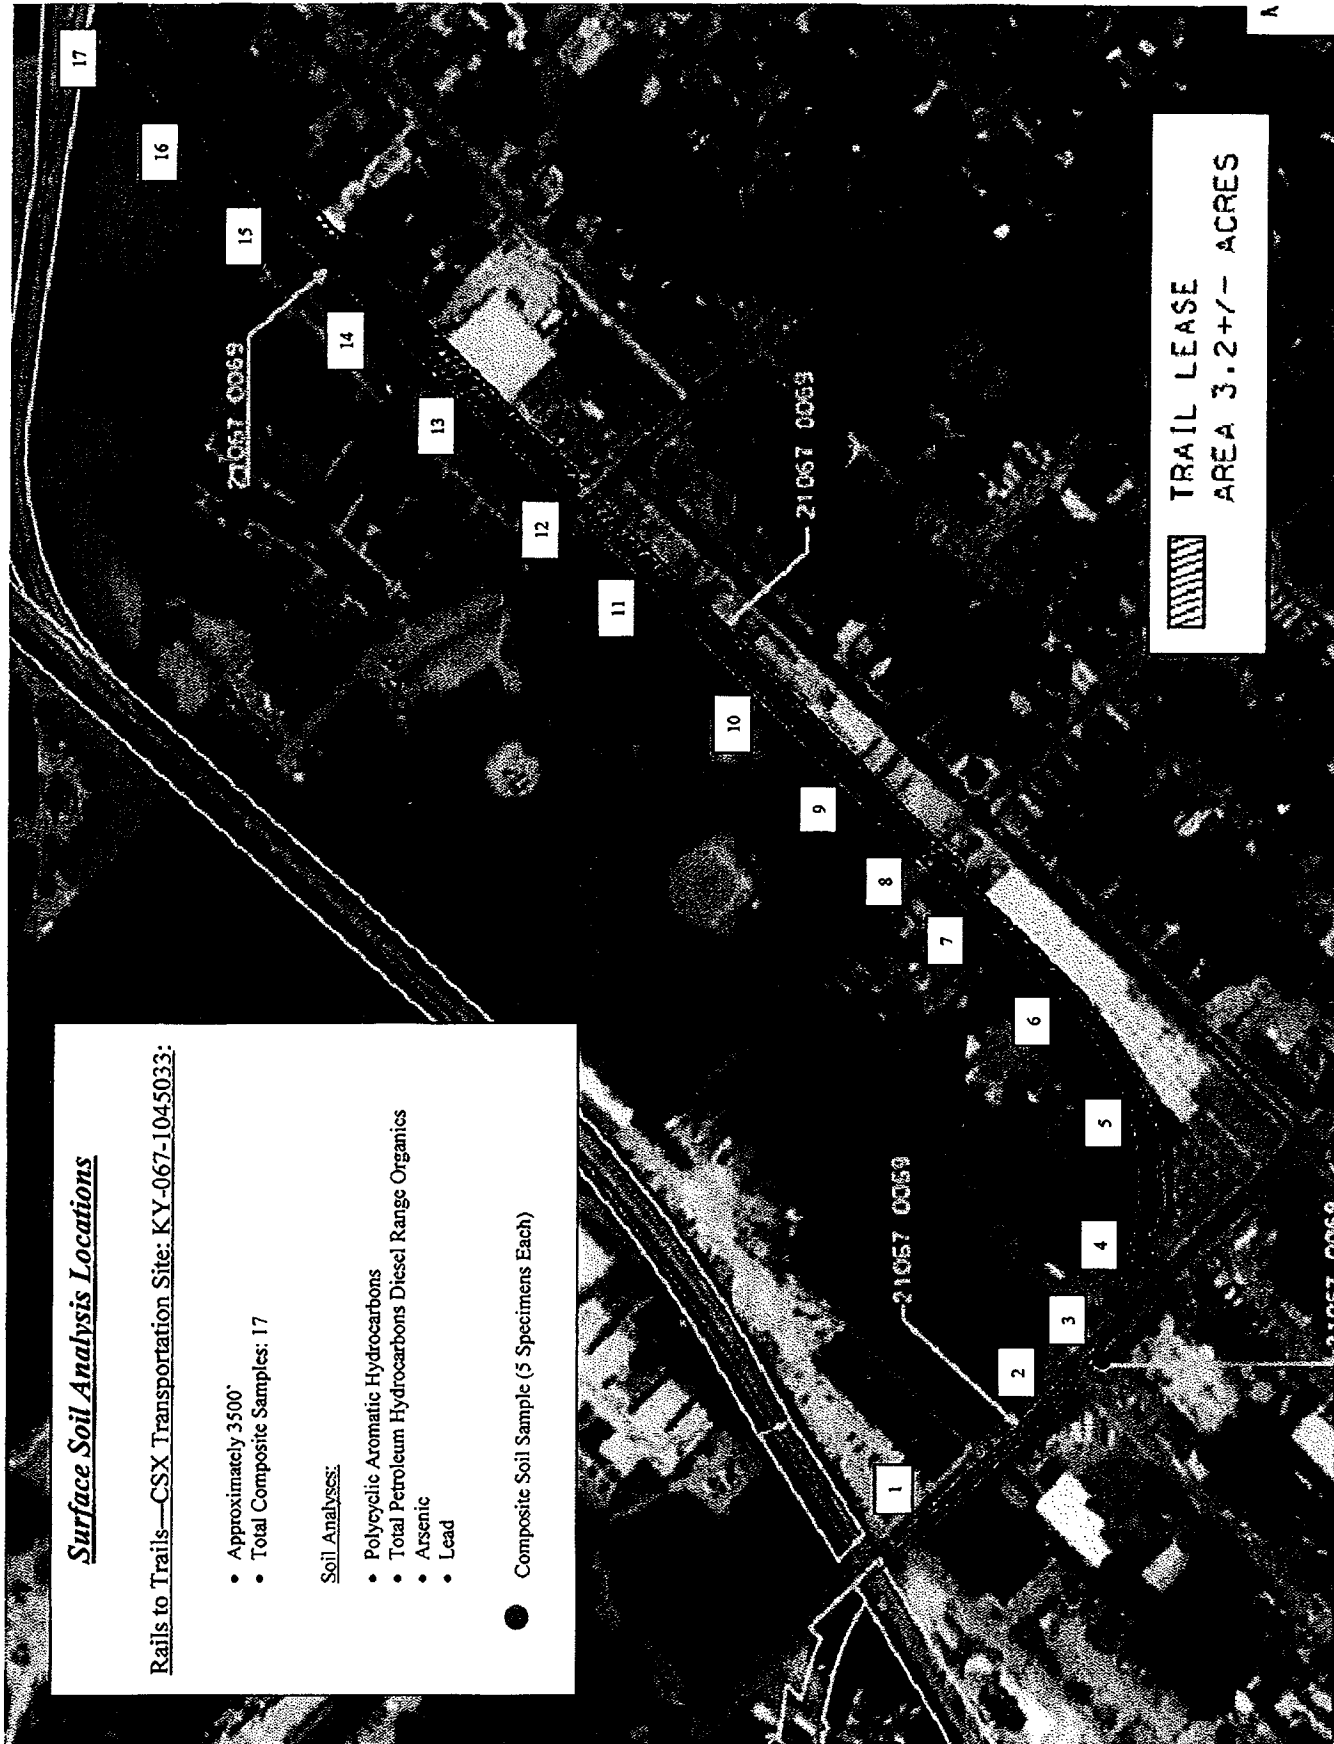 Surface Soil Analysis Locations
Rails to Trails—CSX Transportation Site: KY-067-1045033:
• Approximately 3500`
• Total Composite Samples: 17
Soil Analyses:
• Polycyclic Aromatic Hydrocarbons
• Total Petroleum Hydrocarbons Diesel Range Organics
• Arsenic
• Lead
Composite Soil Sample (5 Specimens Each)
1
2
3
4
5
6
7
8
9
10
11
12
13
14
15
16
17
21067 0069
21067 0069
21067 0069
TRAIL LEASE
AREA 3.2+/- ACRES